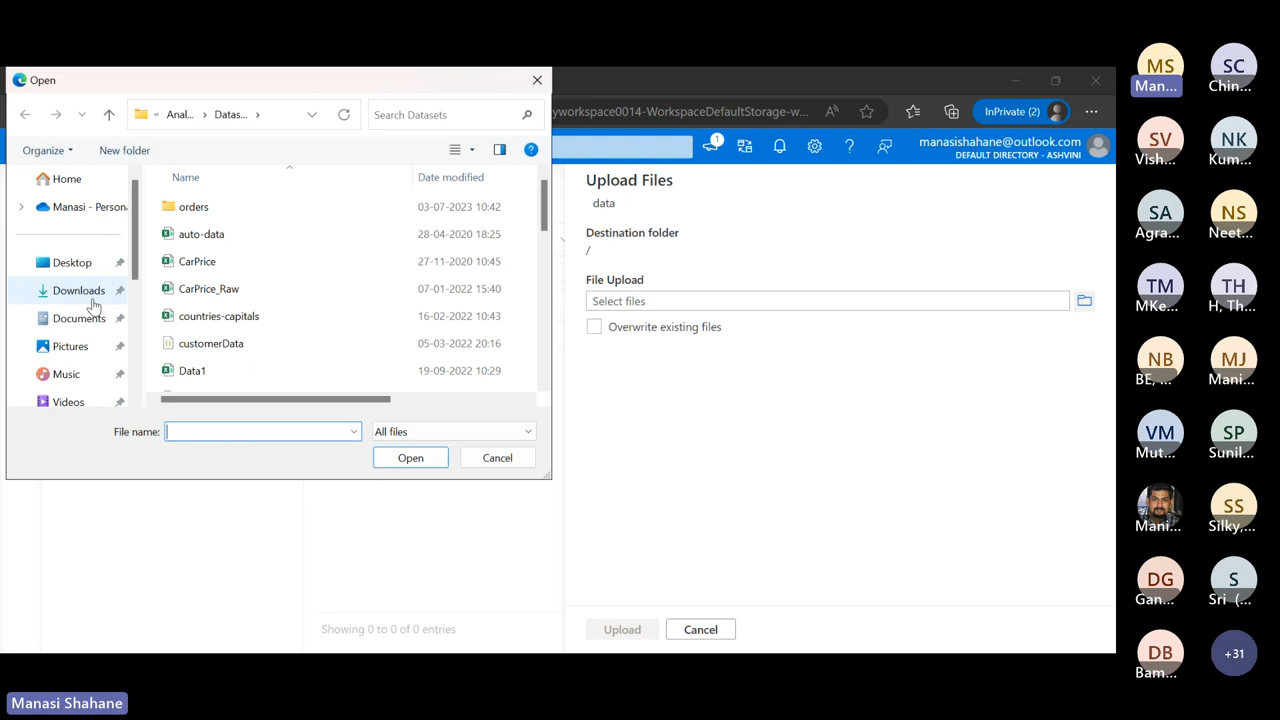 Open
« Anal... > Datas... >
Search Datasets
Organize
New folder
Home
Manasi - Persona
Desktop
Downloads
Documents
Pictures
Music
Videos
Name
Date modified
orders
03-07-2023 10:42
auto-data
28-04-2020 18:25
CarPrice
27-11-2020 10:45
CarPrice_Raw
07-01-2022 15:40
countries-capitals
16-02-2022 10:43
customerData
05-03-2022 20:16
Data1
19-09-2022 10:29
File name:
All files
Open
Cancel
yworkspace0014-WorkspaceDefaultStorage-w...
InPrivate (2)
1
manasishahane@outlook.com
DEFAULT DIRECTORY - ASHVINI
Upload Files
data
Destination folder
/
File Upload
Select files
Overwrite existing files
Showing 0 to 0 of 0 entries
Upload
Cancel
MS
Man...
SC
Chin...
SV
Vish...
NK
Kum...
SA
Agra...
NS
Neet...
TM
MKe...
TH
H, Th...
NB
BE, ...
MJ
Mani...
VM
Mut...
SP
Sunil...
Mani...
SS
Silky,...
DG
Gan...
S
Sri (...
DB
Bam...
+31
Manasi Shahane